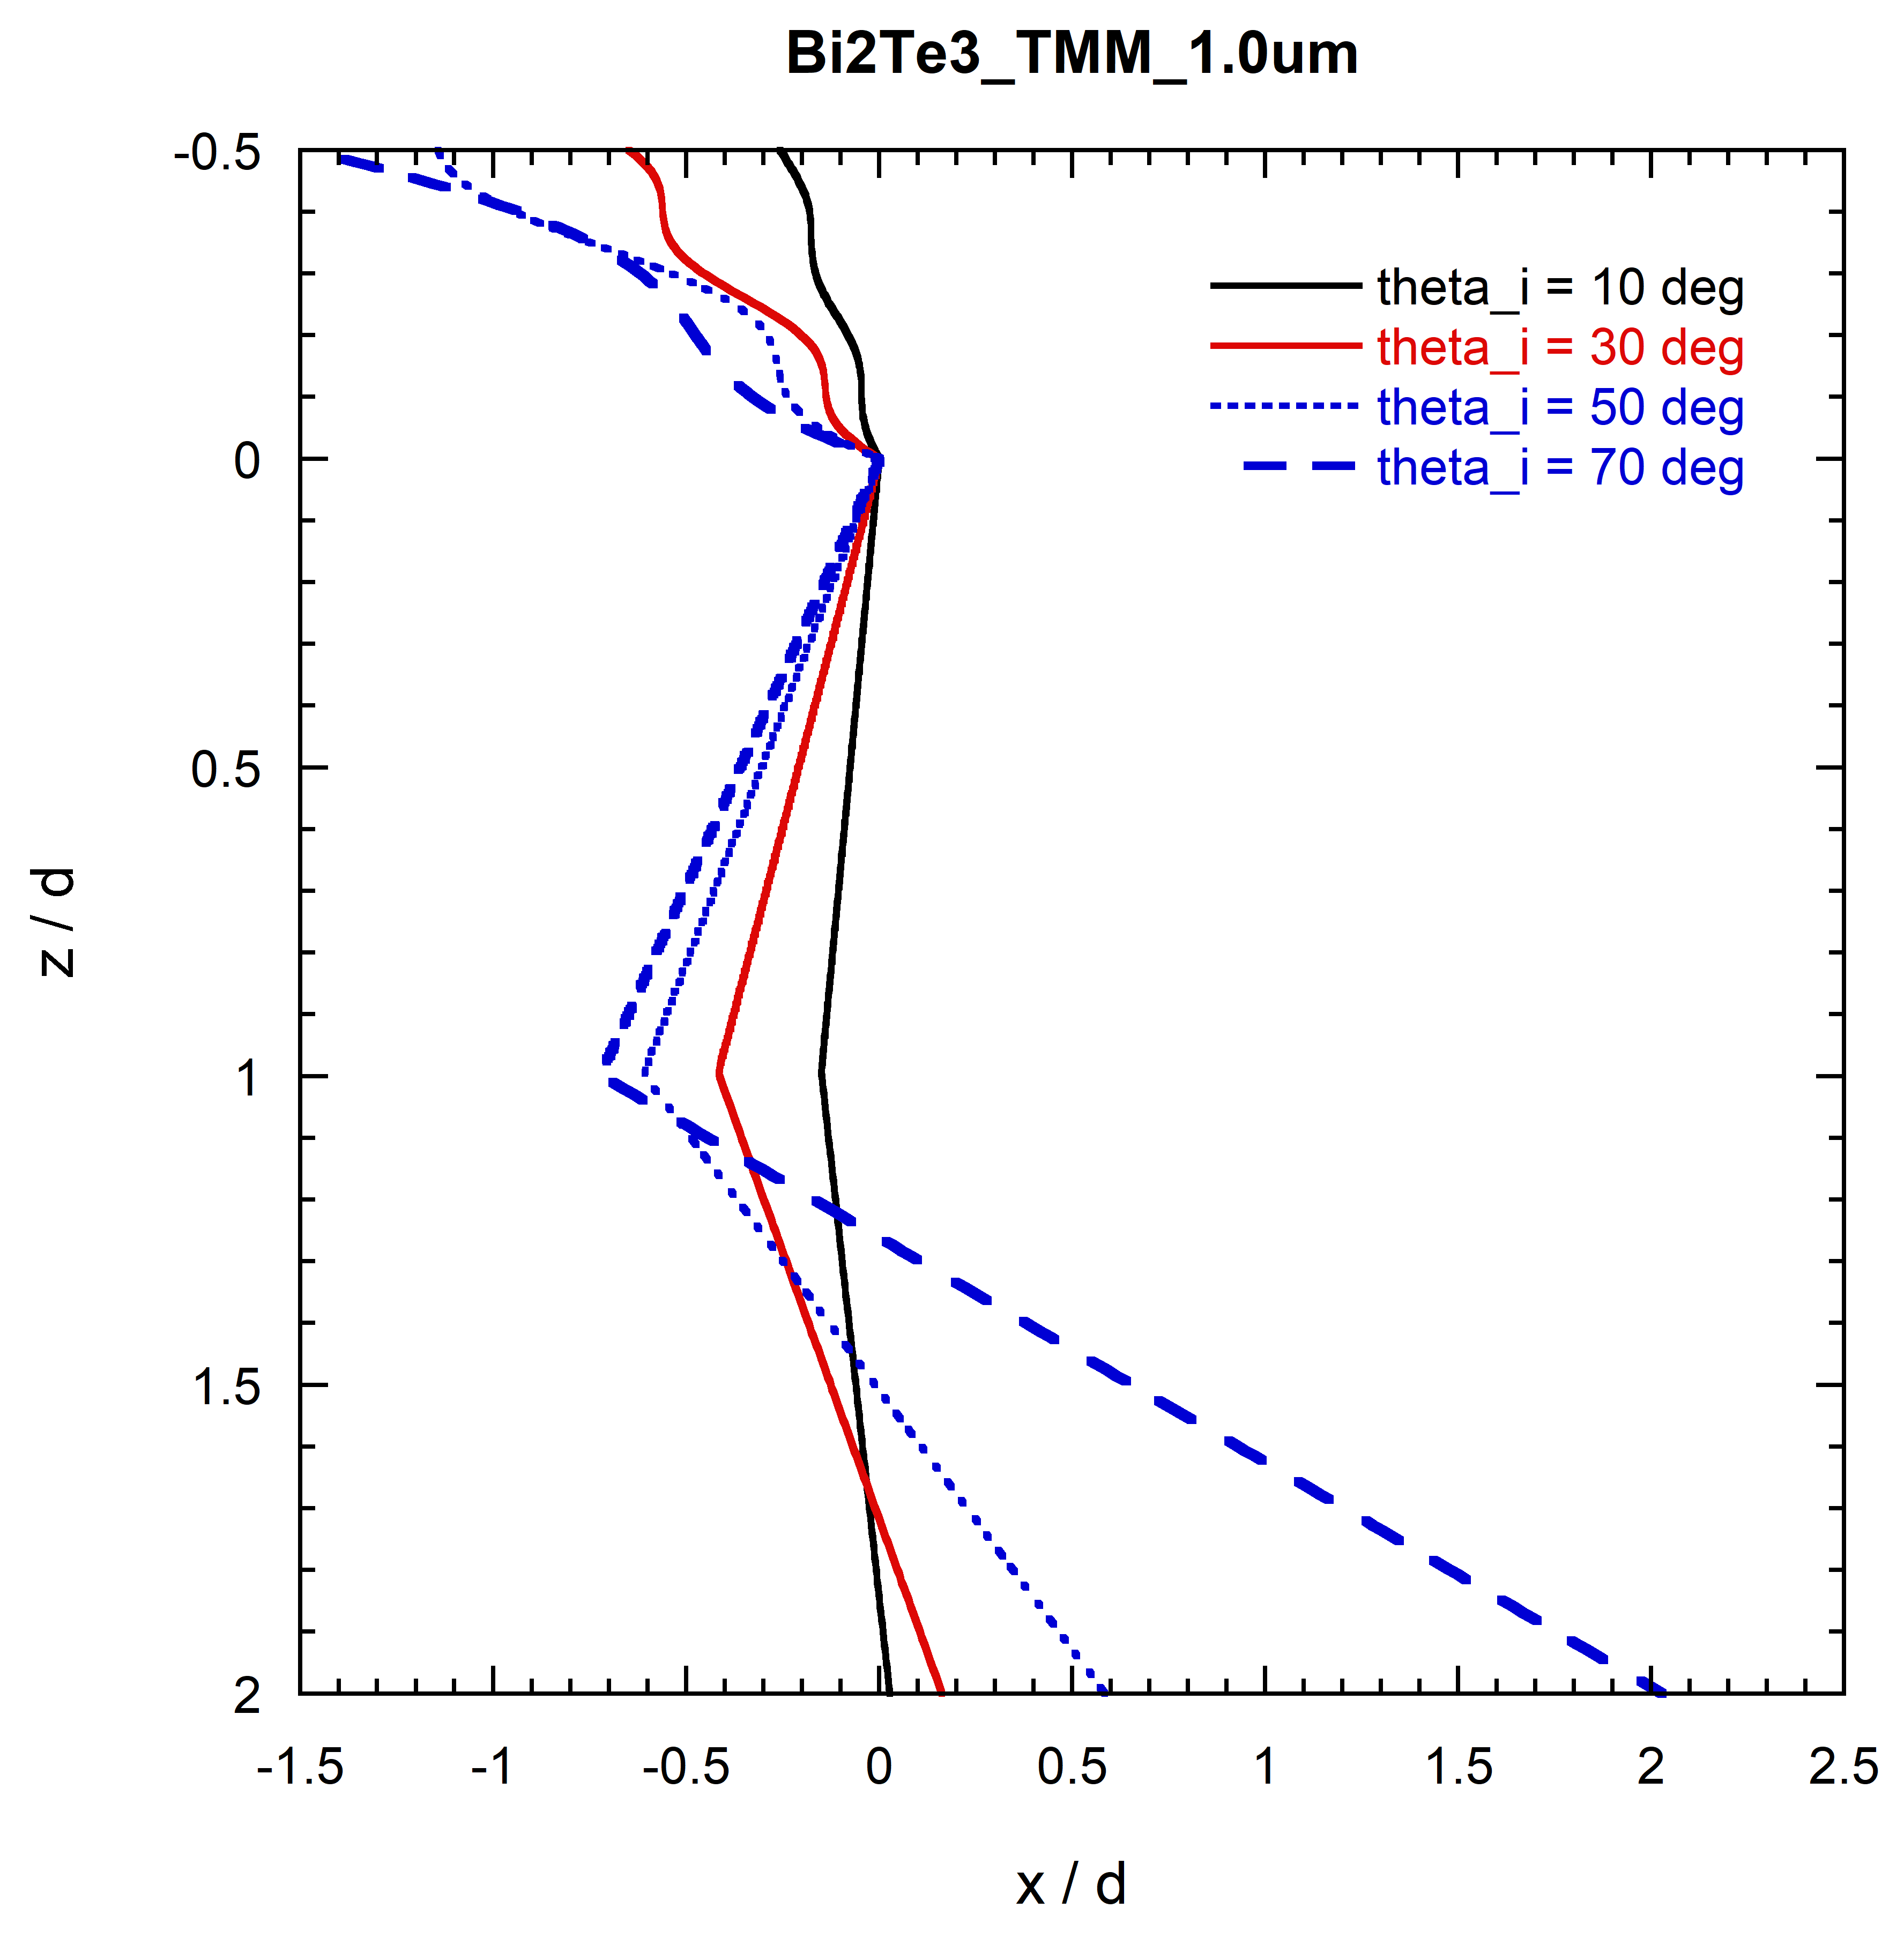 Bi2Te3_TMM_1.0um
-0.5
0
0.5
1
1.5
2
z / d
theta_i = 10 deg
theta_i = 30 deg
theta_i = 50 deg
theta_i = 70 deg
-1.5 -1 -0.5 0 0.5 1 1.5 2 2.5
x / d